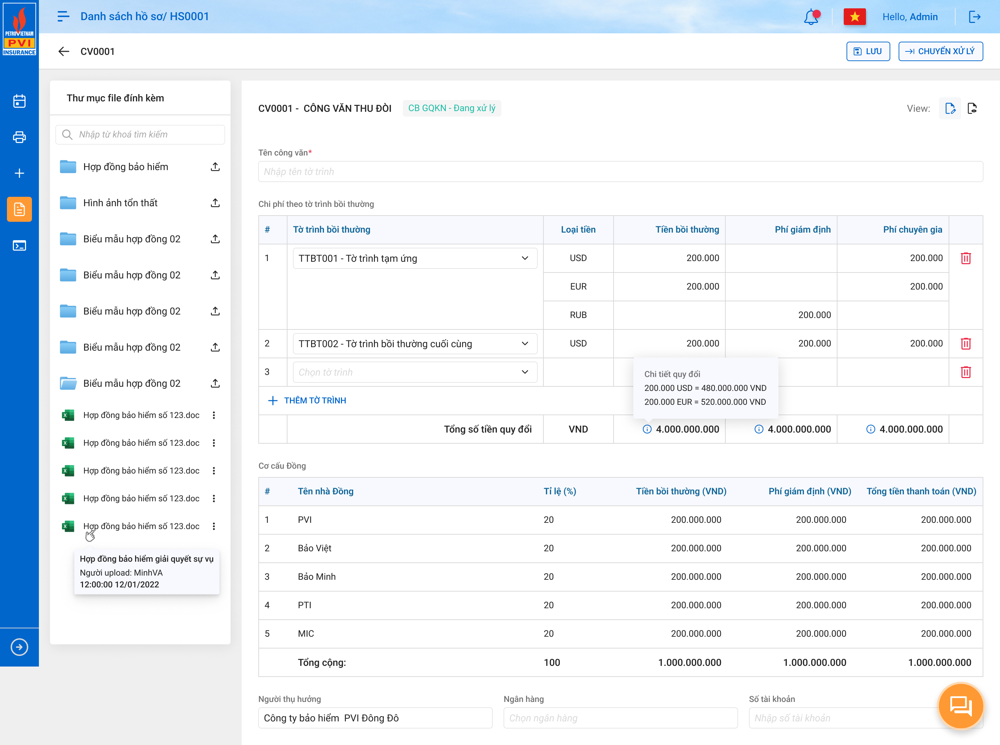 PETROVIETNAM
PVI
INSURANCE
Danh sách hồ sơ/ HS0001
Hello, Admin
CV0001
LƯU
CHUYỂN XỬ LÝ
Thư mục file đính kèm
Nhập từ khoá tìm kiếm
Hợp đồng bảo hiểm
Hình ảnh tổn thất
Biểu mẫu hợp đồng 02
Biểu mẫu hợp đồng 02
Biểu mẫu hợp đồng 02
Biểu mẫu hợp đồng 02
Biểu mẫu hợp đồng 02
Hợp đồng bảo hiểm số 123.doc
Hợp đồng bảo hiểm số 123.doc
Hợp đồng bảo hiểm số 123.doc
Hợp đồng bảo hiểm số 123.doc
Hợp đồng bảo hiểm số 123.doc
Hợp đồng bảo hiểm giải quyết sự vụ
Người upload: MinhVA
12:00:00 12/01/2022
CV0001 - CÔNG VĂN THU ĐÒI
CB GQKN - Đang xử lý
View:
Tên công văn*
Nhập tên tờ trình
Chi phí theo tờ trình bồi thường
# Tờ trình bồi thường Loại tiền Tiền bồi thường Phí giám định Phí chuyên gia
1 TTBT001 - Tờ trình tạm ứng USD 200.000 200.000
EUR 200.000 200.000
RUB 200.000
2 TTBT002 - Tờ trình bồi thường cuối cùng USD 200.000 200.000 200.000
3 Chọn tờ trình
Chi tiết quy đổi
200.000 USD = 480.000.000 VND
200.000 EUR = 520.000.000 VND
THÊM TỜ TRÌNH
Tổng số tiền quy đổi VND 4.000.000.000 4.000.000.000 4.000.000.000
Cơ cấu Đồng
# Tên nhà Đồng Tỉ lệ (%) Tiền bồi thường (VND) Phí giám định (VND) Tổng tiền thanh toán (VND)
1 PVI 20 200.000.000 200.000.000 200.000.000
2 Bảo Việt 20 200.000.000 200.000.000 200.000.000
3 Bảo Minh 20 200.000.000 200.000.000 200.000.000
4 PTI 20 200.000.000 200.000.000 200.000.000
5 MIC 20 200.000.000 200.000.000 200.000.000
Tổng cộng: 100 1.000.000.000 1.000.000.000 1.000.000.000
Người thụ hưởng Ngân hàng Số tài khoản
Công ty bảo hiểm PVI Đông Đô Chọn ngân hàng Nhập số tài khoản